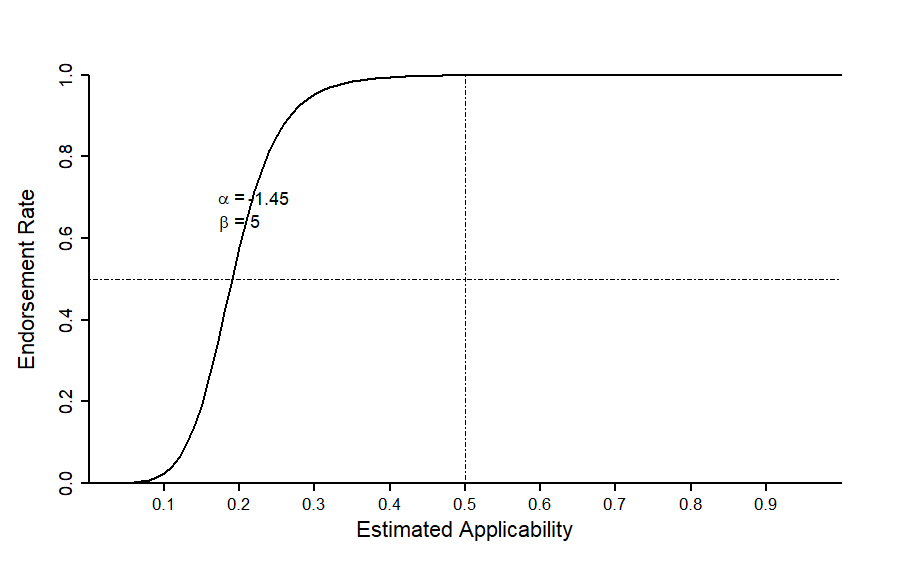 1.0
0.8
0.6
0.4
0.2
0.0
Endorsement Rate
α = -1.45
β = 5
0.1 0.2 0.3 0.4 0.5 0.6 0.7 0.8 0.9
Estimated Applicability